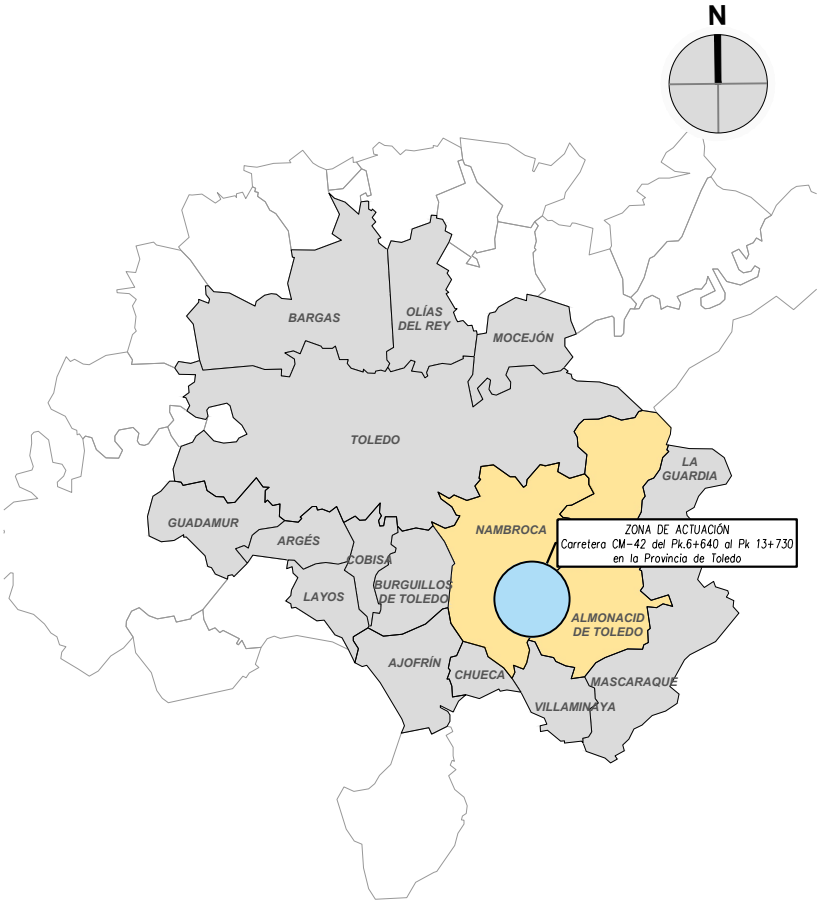 N
BARGAS
OLÍAS
DEL REY
MOCEJÓN
TOLEDO
LA
GUARDIA
GUADAMUR
NAMBROCA
ZONA DE ACTUACIÓN
Carretera CM-42 del Pk.6+640 al Pk 13+730
en la Provincia de Toledo
ARGÉS
COBISA
BURGUILLOS
DE TOLEDO
LAYOS
ALMONACID
DE TOLEDO
AJOFRÍN
CHUECA
MASCARAQUE
VILLAMINAYA